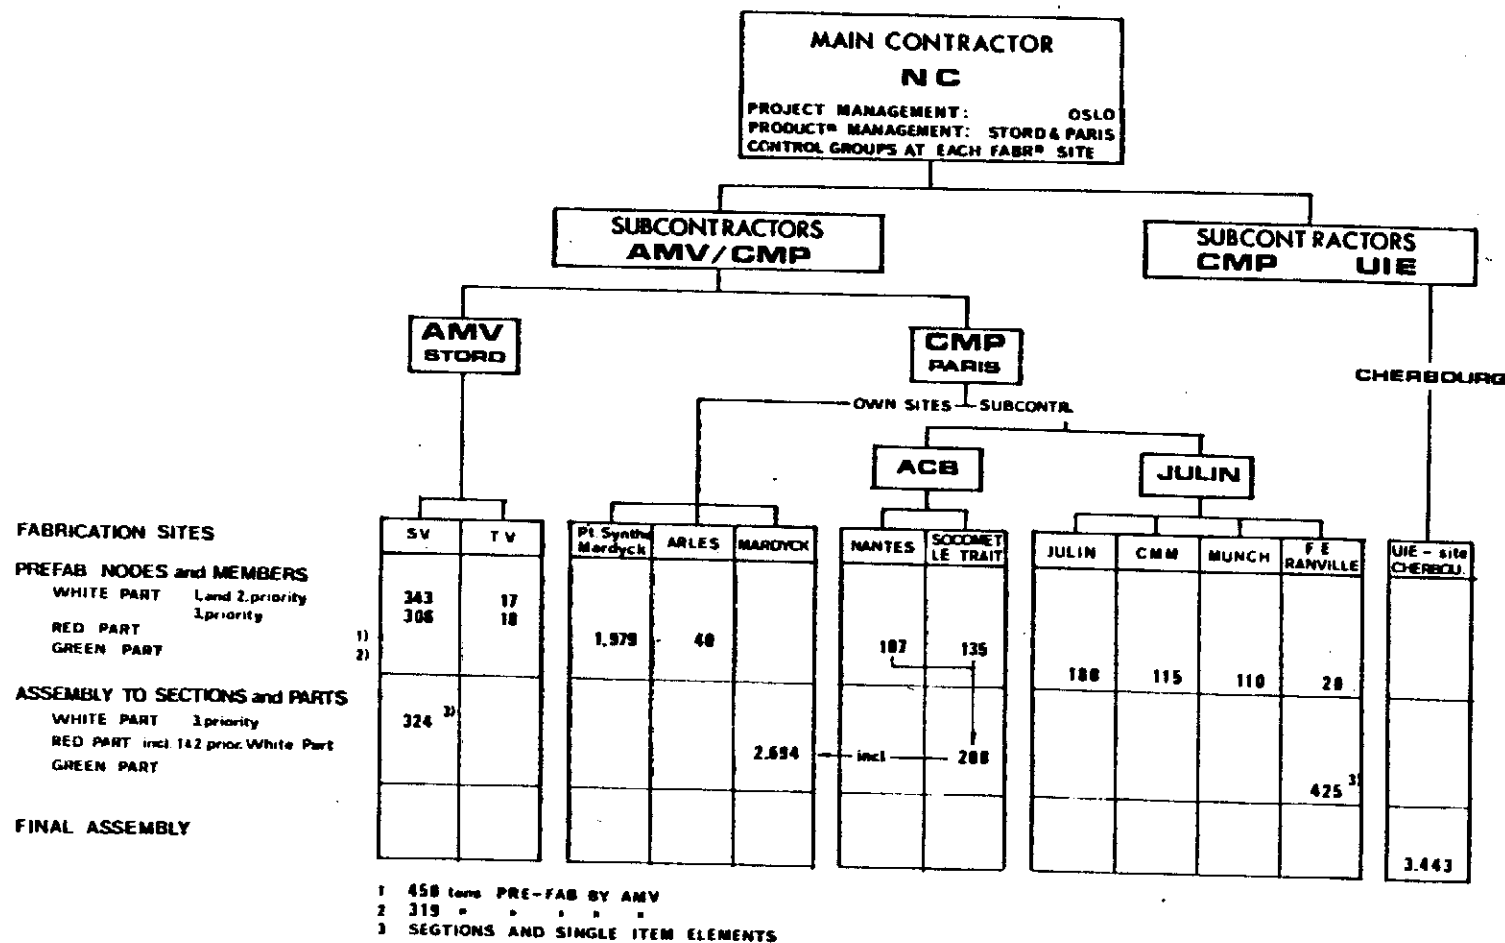 MAIN CONTRACTOR
NC
PROJECT MANAGEMENT: OSLO
PRODUCTn MANAGEMENT: STORD & PARIS
CONTROL GROUPS AT EACH FABRn SITE
SUBCONTRACTORS
AMV/CMP
SUBCONTRACTORS
CMP UIE
AMV
STORD
CMP
PARIS
CHERBOURG
OWN SITES SUBCONTR.
ACB
JULIN
FABRICATION SITES
SV TV
Pt. Synthe
Mardyck
ARLES MARDYCK
NANTES
SOCOMET
LE TRAIT
JULIN CMM MUNCH
F E
RANVILLE
UIE - site
CHERBOU.
PREFAB NODES and MEMBERS
WHITE PART 1, and 2. priority 343 17
3. priority 306 18
RED PART 1) 1,979 40 107 135
GREEN PART 2) 115 110
ASSEMBLY TO SECTIONS and PARTS
WHITE PART 3. priority 324 3)
RED PART incl. 1&2 prior. White Part 2.694 incl
GREEN PART 425 3)
FINAL ASSEMBLY 3.443
1 450 tons PRE-FAB BY AMV
2 319 " " " " "
3 SEGTIONS AND SINGLE ITEM ELEMENTS